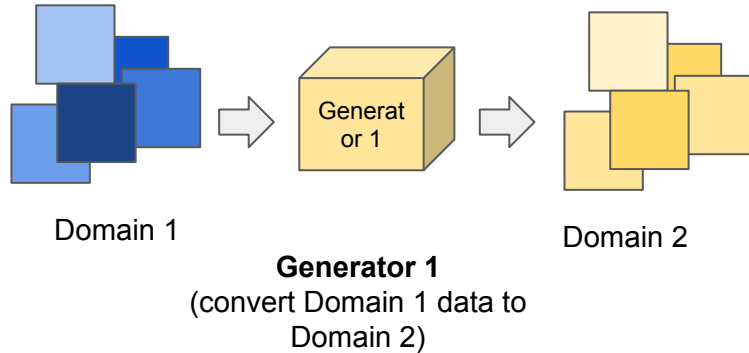 Generat
or 1
Domain 1
Domain 2
Generator 1
(convert Domain 1 data to
Domain 2)